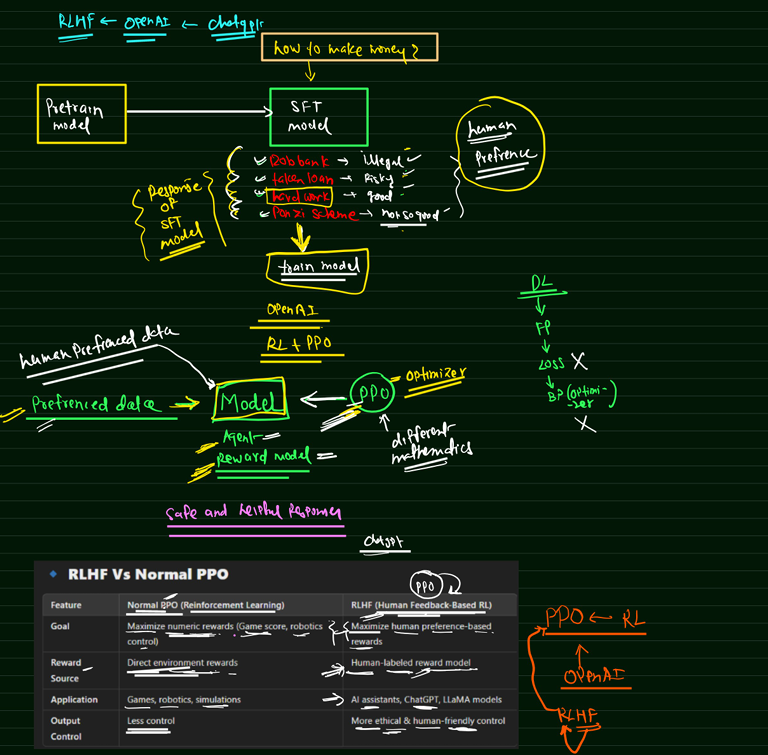 RLHF ← OPENAI ← chatgpt
how to make money?
Pretrain
model
SFT
model
human
prefrence
Rob bank → illegal
taken loan → Risky
hard work → good
Ponzi scheme → not so good
Response
OP
SFT
model
train model
OPENAI
RL + PPO
DL
FP
LOSS X
BP (optimi-
zer)
X
human prefrenced data
Prefrenced data → Model ← PPO = optimizer
Agent
reward model
different
mathematics
Safe and helpful Responses
chatgpt
RLHF Vs Normal PPO
PPO
Feature Normal PPO (Reinforcement Learning) RLHF (Human Feedback-Based RL)
Goal Maximize numeric rewards (Game score, robotics control) Maximize human preference-based rewards
Reward Source Direct environment rewards Human-labeled reward model
Application Games, robotics, simulations AI assistants, ChatGPT, LLaMA models
Output Control Less control More ethical & human-friendly control
PPO ← RL
OPENAI
RLHF